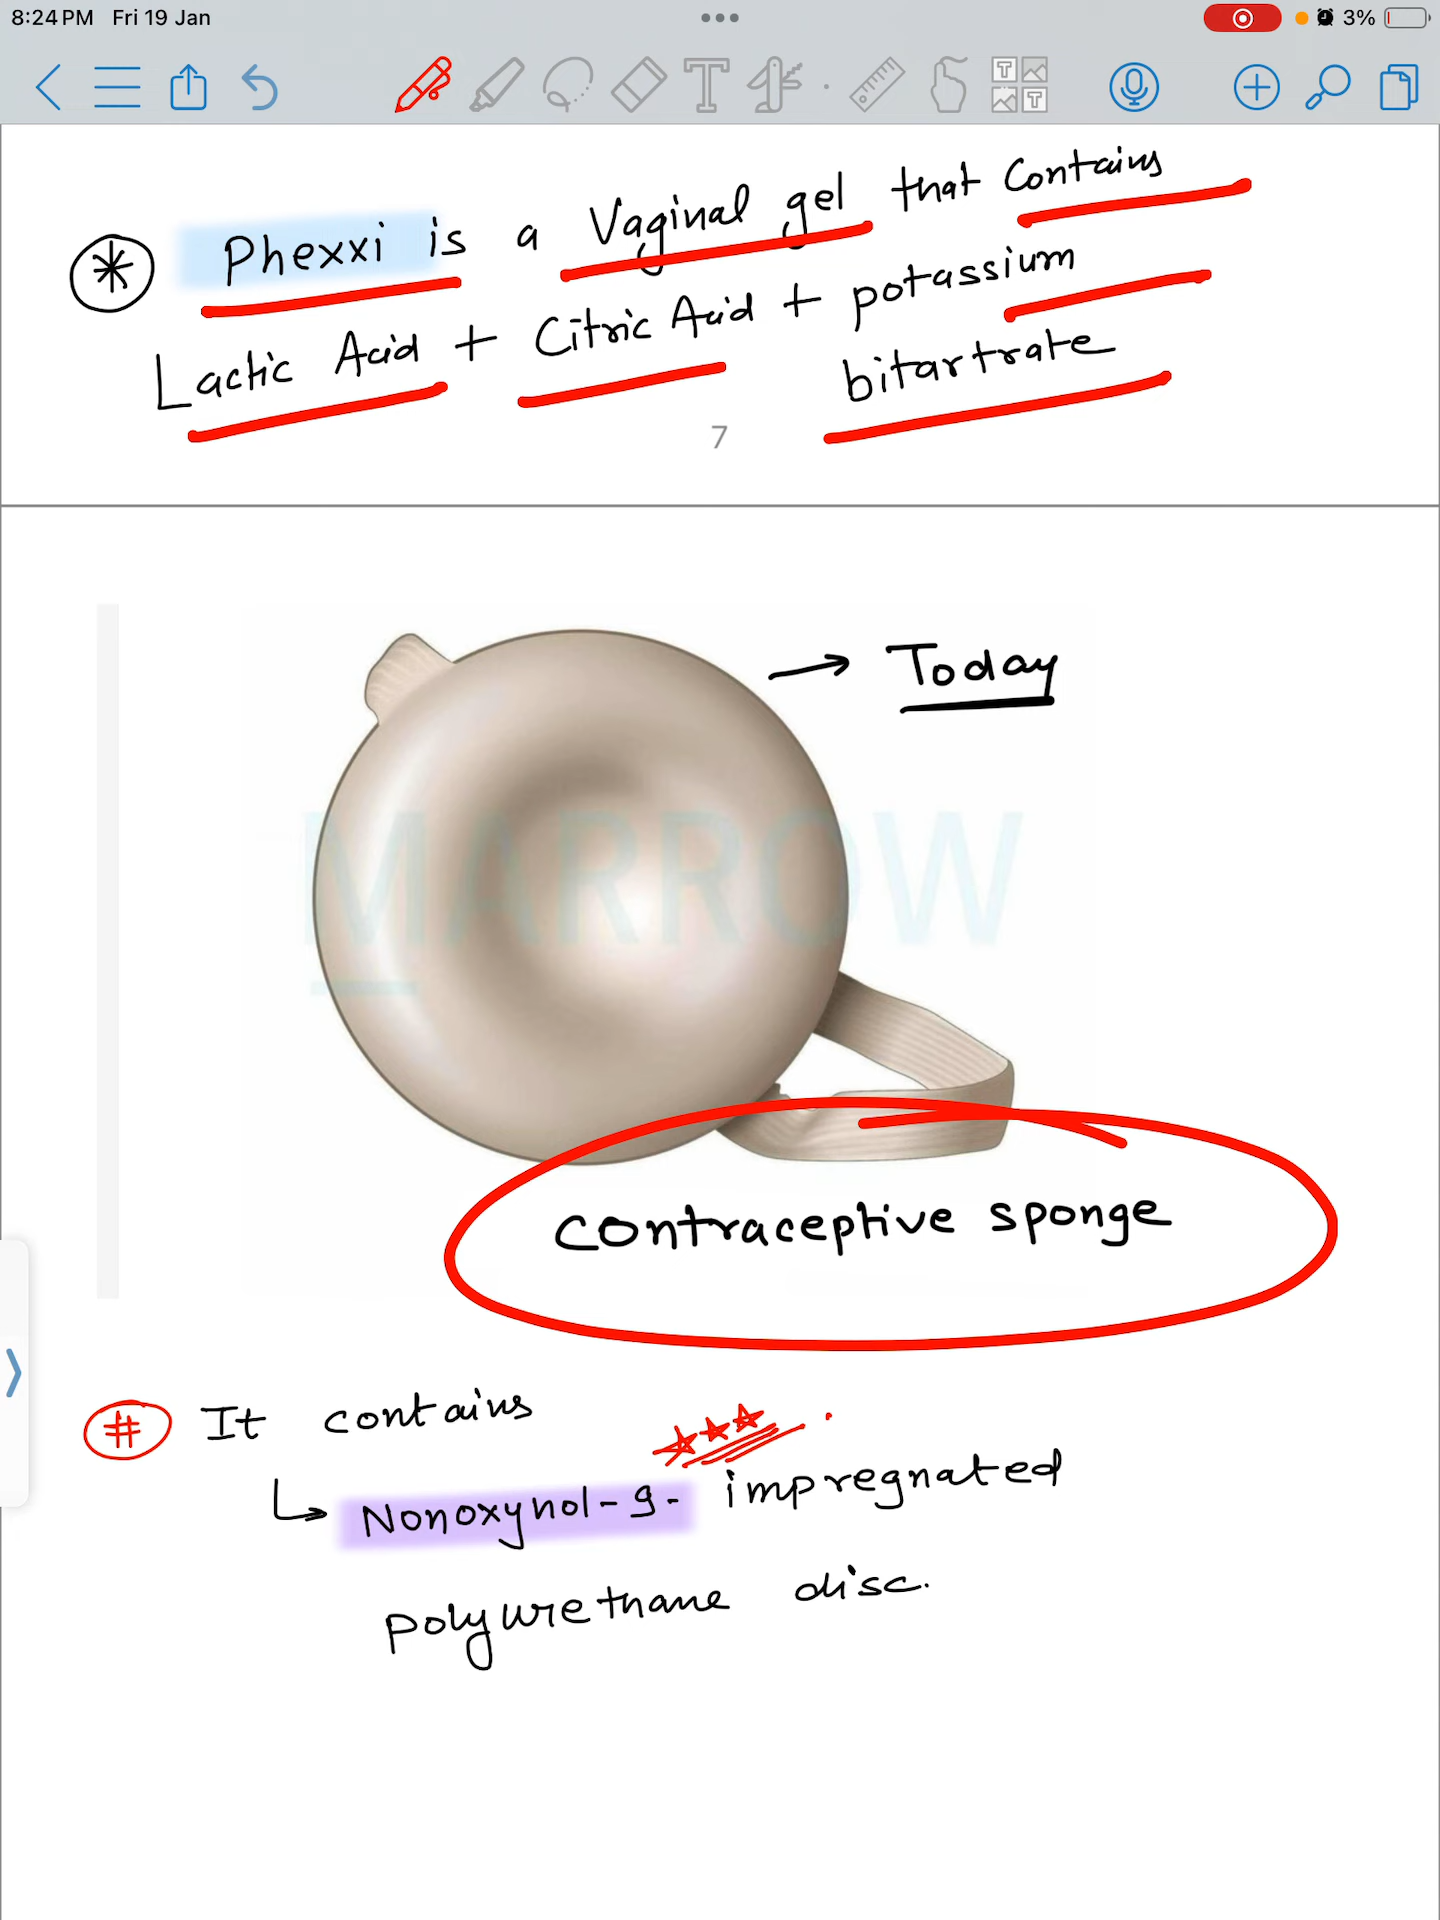 8:24 PM Fri 19 Jan
3%
Phexxi is a Vaginal gel that Contains
Lactic Acid + Citric Acid + potassium
bitartrate
7
→ Today
MARROW
Contraceptive sponge
# It contains
↳ Nonoxynol-9- impregnated
polyurethane disc.